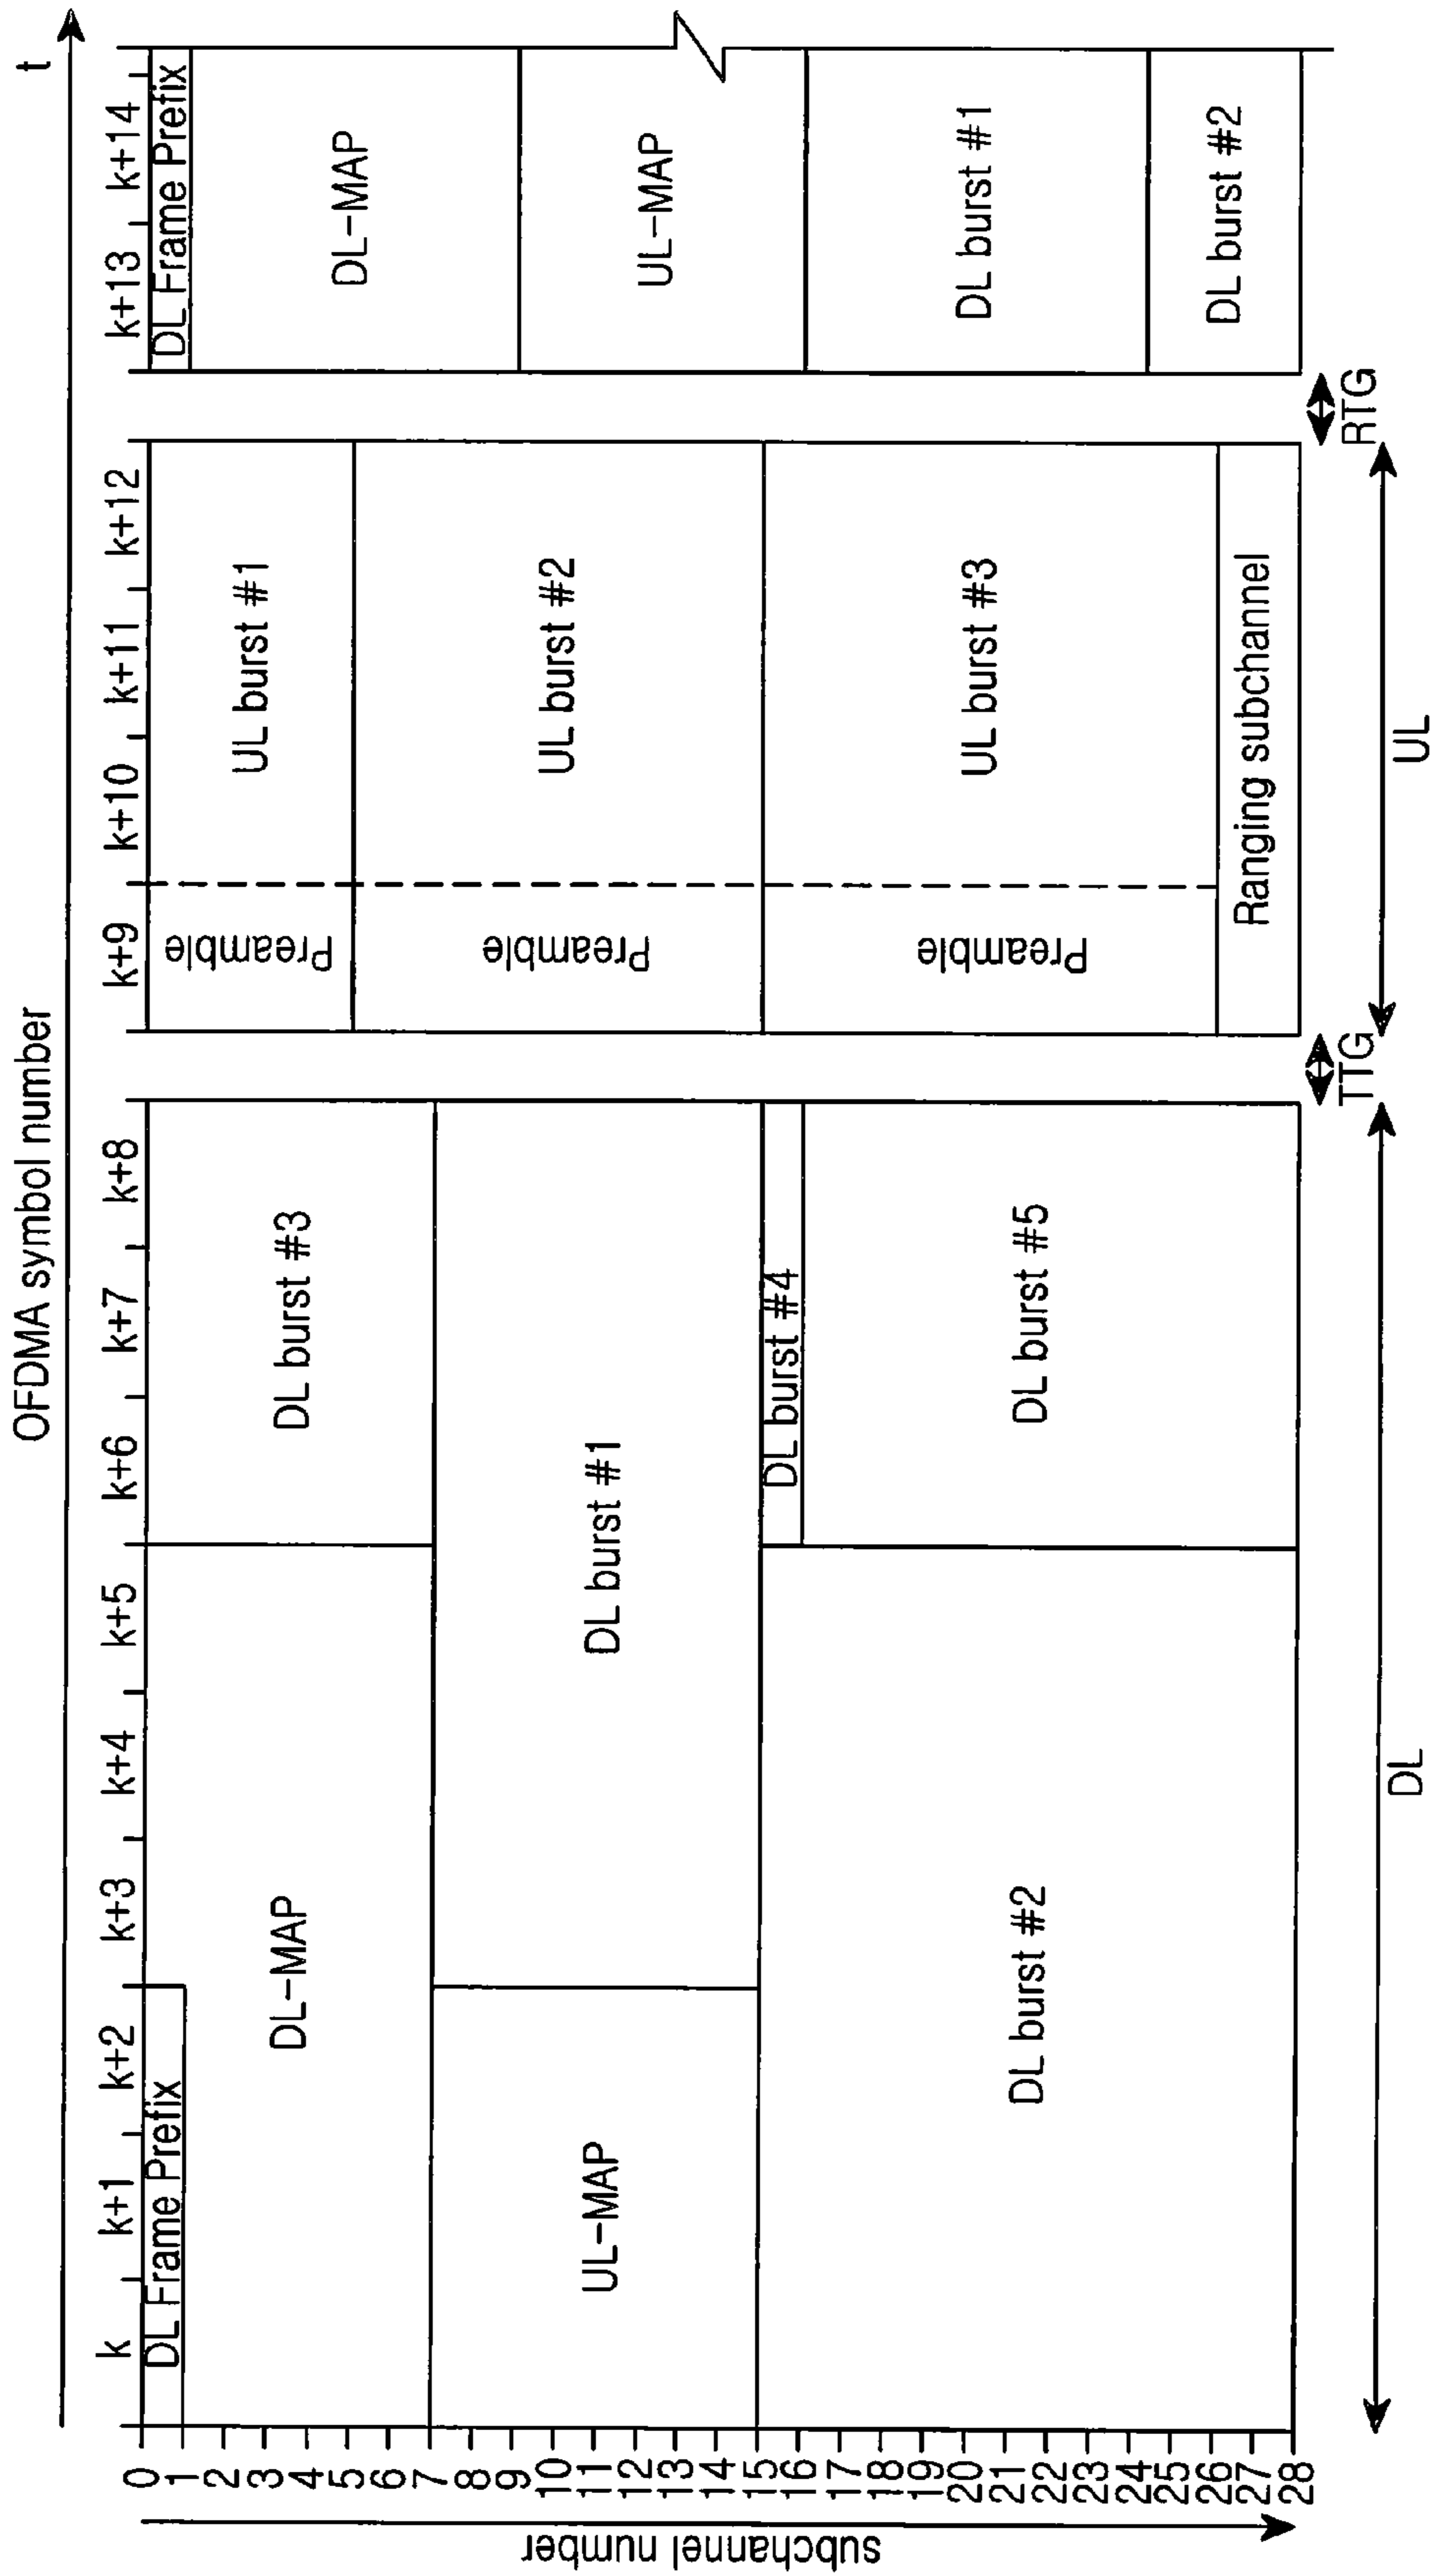 OFDMA symbol number
t
k
k+1
k+2
k+3
k+4
k+5
k+6
k+7
k+8
k+9
k+10
k+11
k+12
k+13
k+14
subchannel number
0
1
2
3
4
5
6
7
8
9
10
11
12
13
14
15
16
17
18
19
20
21
22
23
24
25
26
27
28
DL Frame Prefix
DL-MAP
UL-MAP
DL burst #3
DL burst #1
DL burst #2
DL burst #4
DL burst #5
Preamble
UL burst #1
Preamble
UL burst #2
Preamble
UL burst #3
Ranging subchannel
DL Frame Prefix
DL-MAP
UL-MAP
DL burst #1
DL burst #2
TTG
RTG
DL
UL